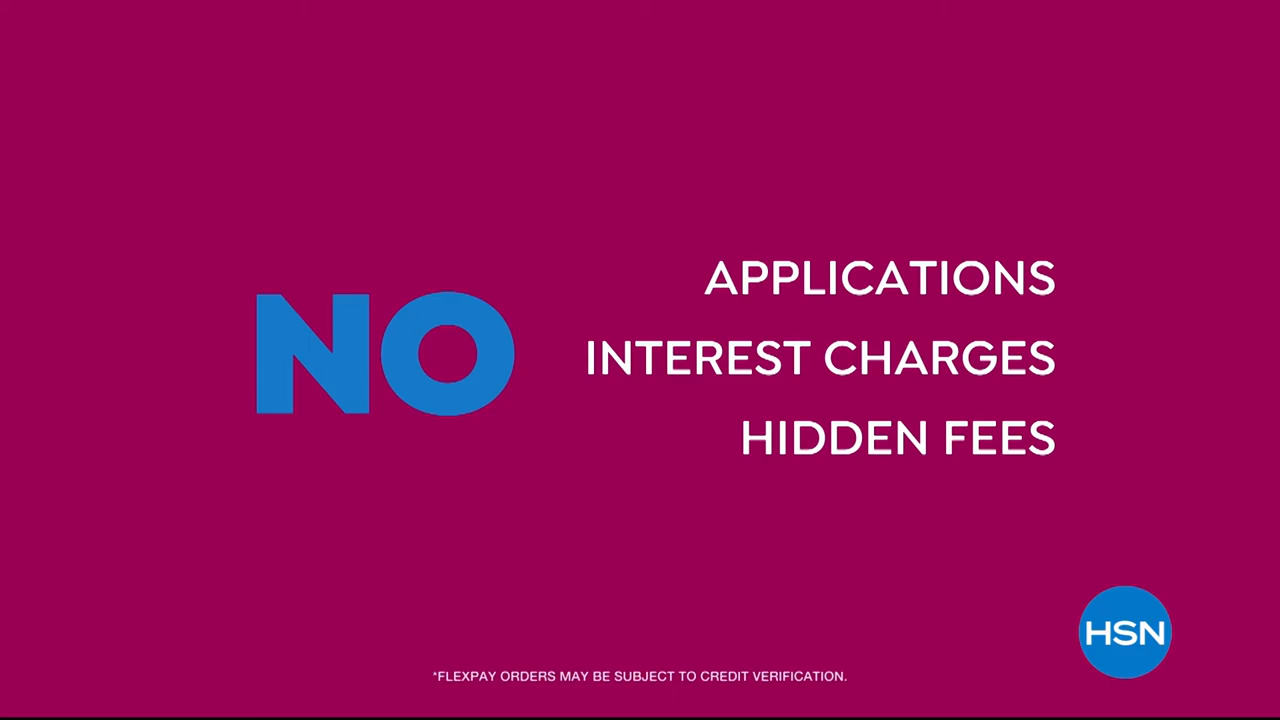 NO
APPLICATIONS
INTEREST CHARGES
HIDDEN FEES
HSN
*FLEXPAY ORDERS MAY BE SUBJECT TO CREDIT VERIFICATION.